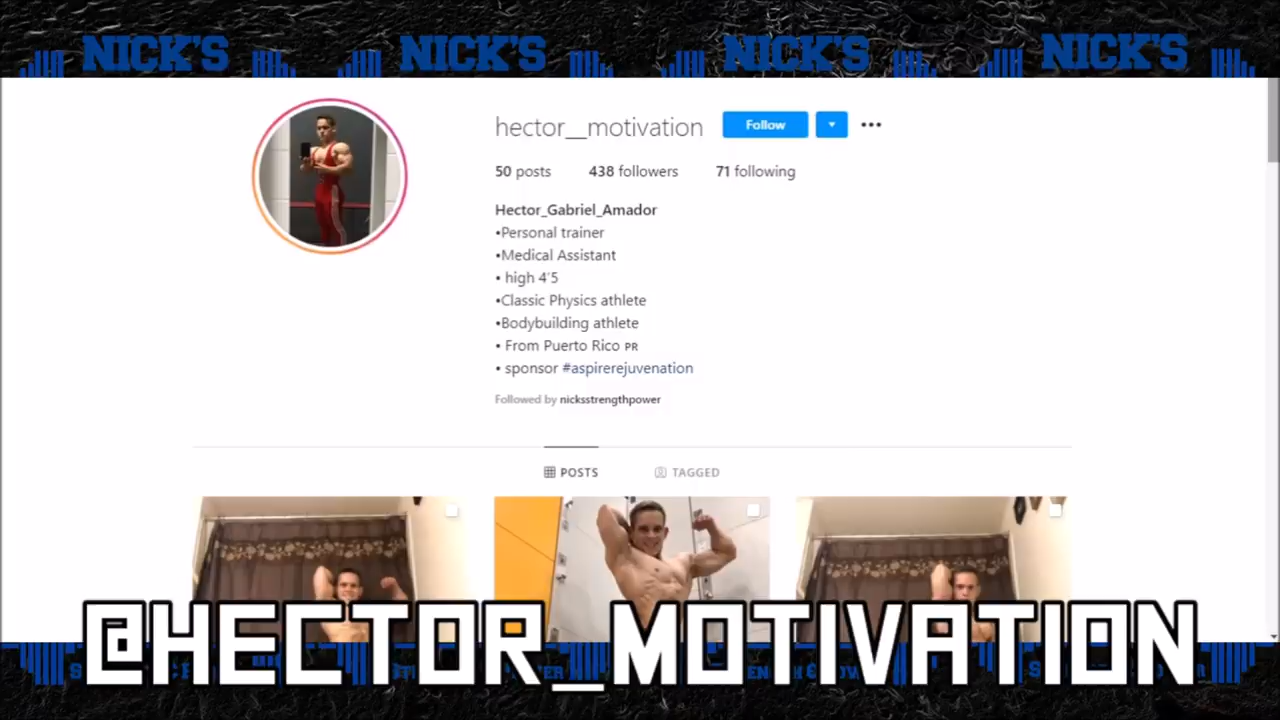 NICK'S NICK'S NICK'S NICK'S
hector__motivation Follow
50 posts 438 followers 71 following
Hector_Gabriel_Amador
•Personal trainer
•Medical Assistant
• high 4'5
•Classic Physics athlete
•Bodybuilding athlete
• From Puerto Rico PR
• sponsor #aspirerejuvenation
Followed by nicksstrengthpower
POSTS TAGGED
@HECTOR_MOTIVATION